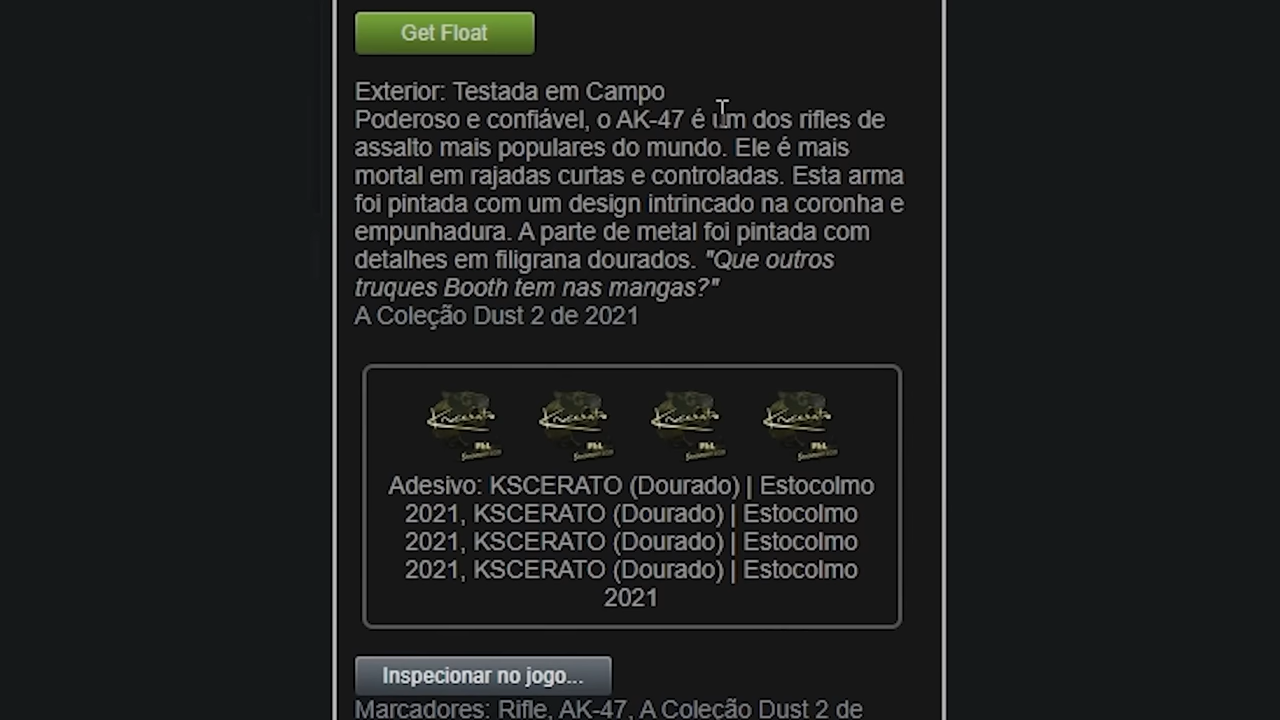 Get Float
Exterior: Testada em Campo
Poderoso e confiável, o AK-47 é um dos rifles de
assalto mais populares do mundo. Ele é mais
mortal em rajadas curtas e controladas. Esta arma
foi pintada com um design intrincado na coronha e
empunhadura. A parte de metal foi pintada com
detalhes em filigrana dourados. "Que outros
truques Booth tem nas mangas?"
A Coleção Dust 2 de 2021
Adesivo: KSCERATO (Dourado) | Estocolmo
2021, KSCERATO (Dourado) | Estocolmo
2021, KSCERATO (Dourado) | Estocolmo
2021, KSCERATO (Dourado) | Estocolmo
2021
Inspecionar no jogo...
Marcadores: Rifle, AK-47, A Coleção Dust 2 de